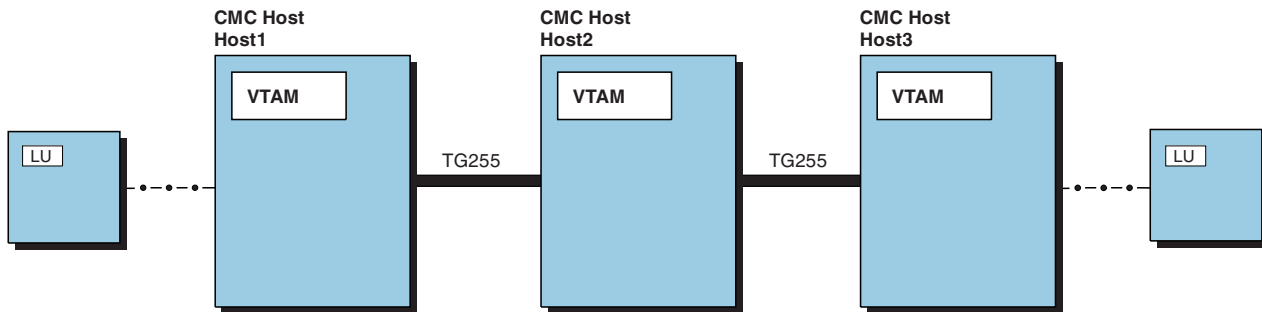 CMC Host
Host1
CMC Host
Host2
CMC Host
Host3
VTAM
VTAM
VTAM
LU
TG255
TG255
LU